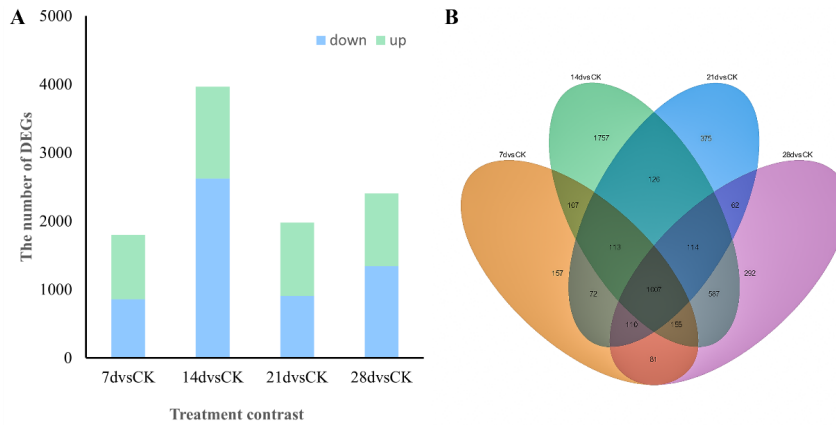 A
5000
4000
3000
2000
1000
0
The number of DEGs
down up
7dvsCK 14dvsCK 21dvsCK 28dvsCK
Treatment contrast
B
14dvsCK 21dvsCK
7dvsCK 28dvsCK
1757 375
126
167 62
113 114
157 292
72 1007 587
110 155
81